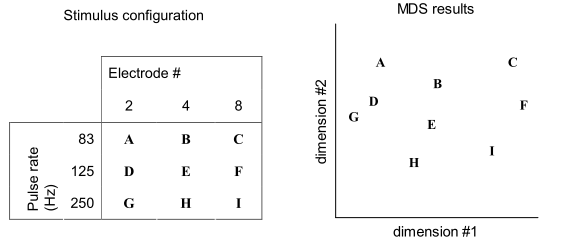 Stimulus configuration
Electrode #
2 4 8
Pulse rate
(Hz)
83 A B C
125 D E F
250 G H I
MDS results
dimension #2
A C
B
D F
G E
I
H
dimension #1